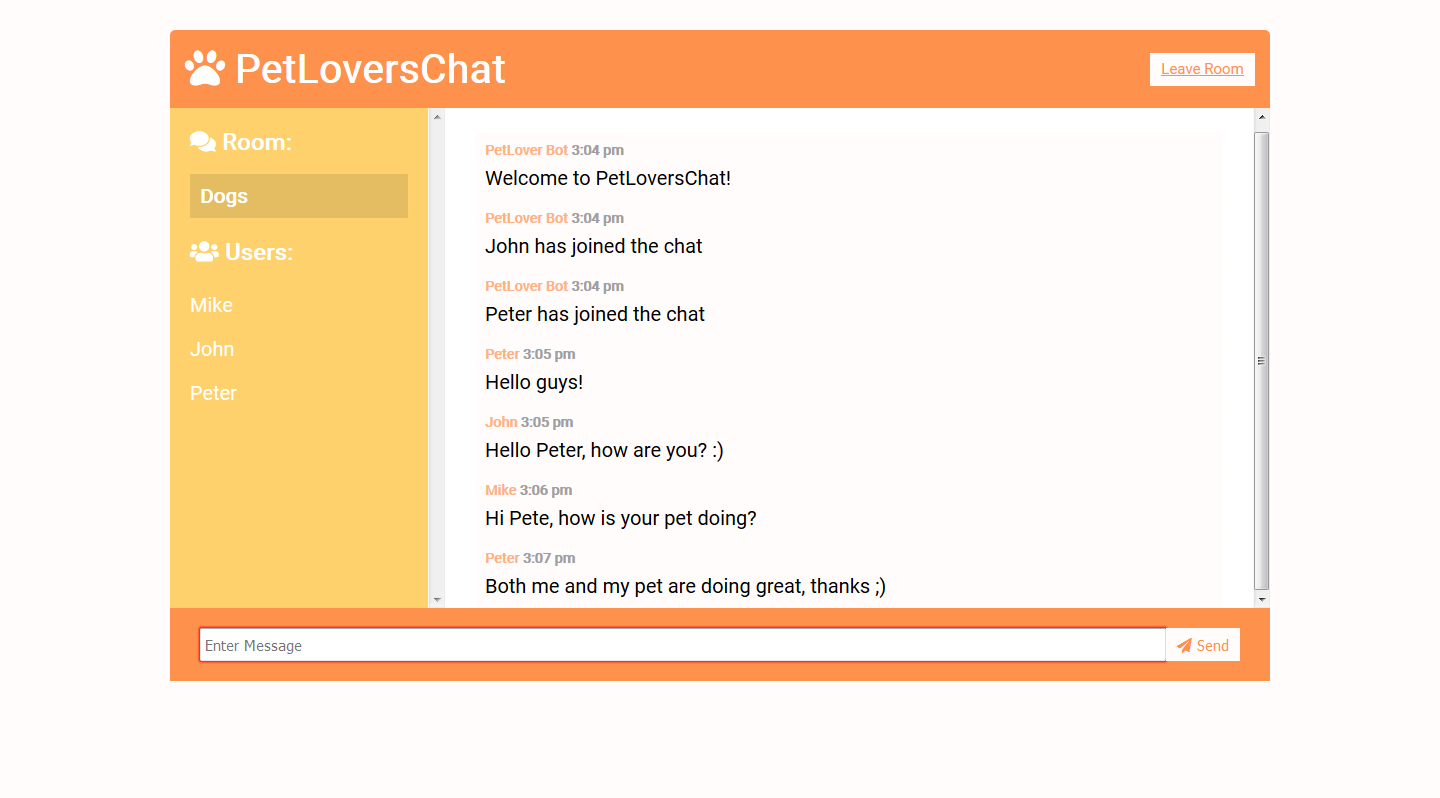 PetLoversChat
Leave Room
Room:
Dogs
Users:
Mike
John
Peter
PetLover Bot 3:04 pm
Welcome to PetLoversChat!
PetLover Bot 3:04 pm
John has joined the chat
PetLover Bot 3:04 pm
Peter has joined the chat
Peter 3:05 pm
Hello guys!
John 3:05 pm
Hello Peter, how are you? :)
Mike 3:06 pm
Hi Pete, how is your pet doing?
Peter 3:07 pm
Both me and my pet are doing great, thanks ;)
Enter Message
Send